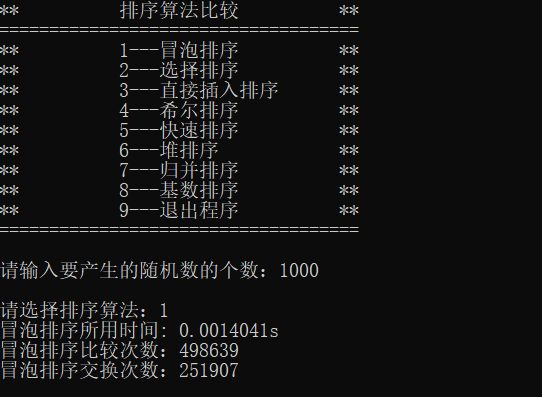 **          排序算法比较          **
====================================
**          1---冒泡排序          **
**          2---选择排序          **
**          3---直接插入排序      **
**          4---希尔排序          **
**          5---快速排序          **
**          6---堆排序            **
**          7---归并排序          **
**          8---基数排序          **
**          9---退出程序          **
====================================
请输入要产生的随机数的个数: 1000
请选择排序算法: 1
冒泡排序所用时间: 0.0014041s
冒泡排序比较次数: 498639
冒泡排序交换次数: 251907